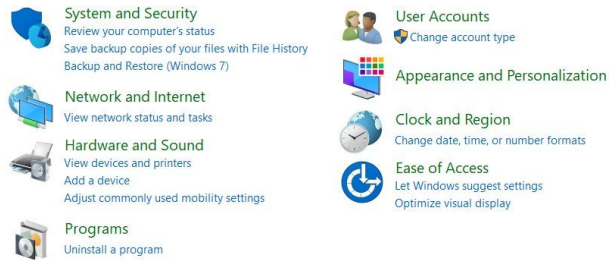 System and Security
Review your computer's status
Save backup copies of your files with File History
Backup and Restore (Windows 7)
Network and Internet
View network status and tasks
Hardware and Sound
View devices and printers
Add a device
Adjust commonly used mobility settings
Programs
Uninstall a program
User Accounts
Change account type
Appearance and Personalization
Clock and Region
Change date, time, or number formats
Ease of Access
Let Windows suggest settings
Optimize visual display